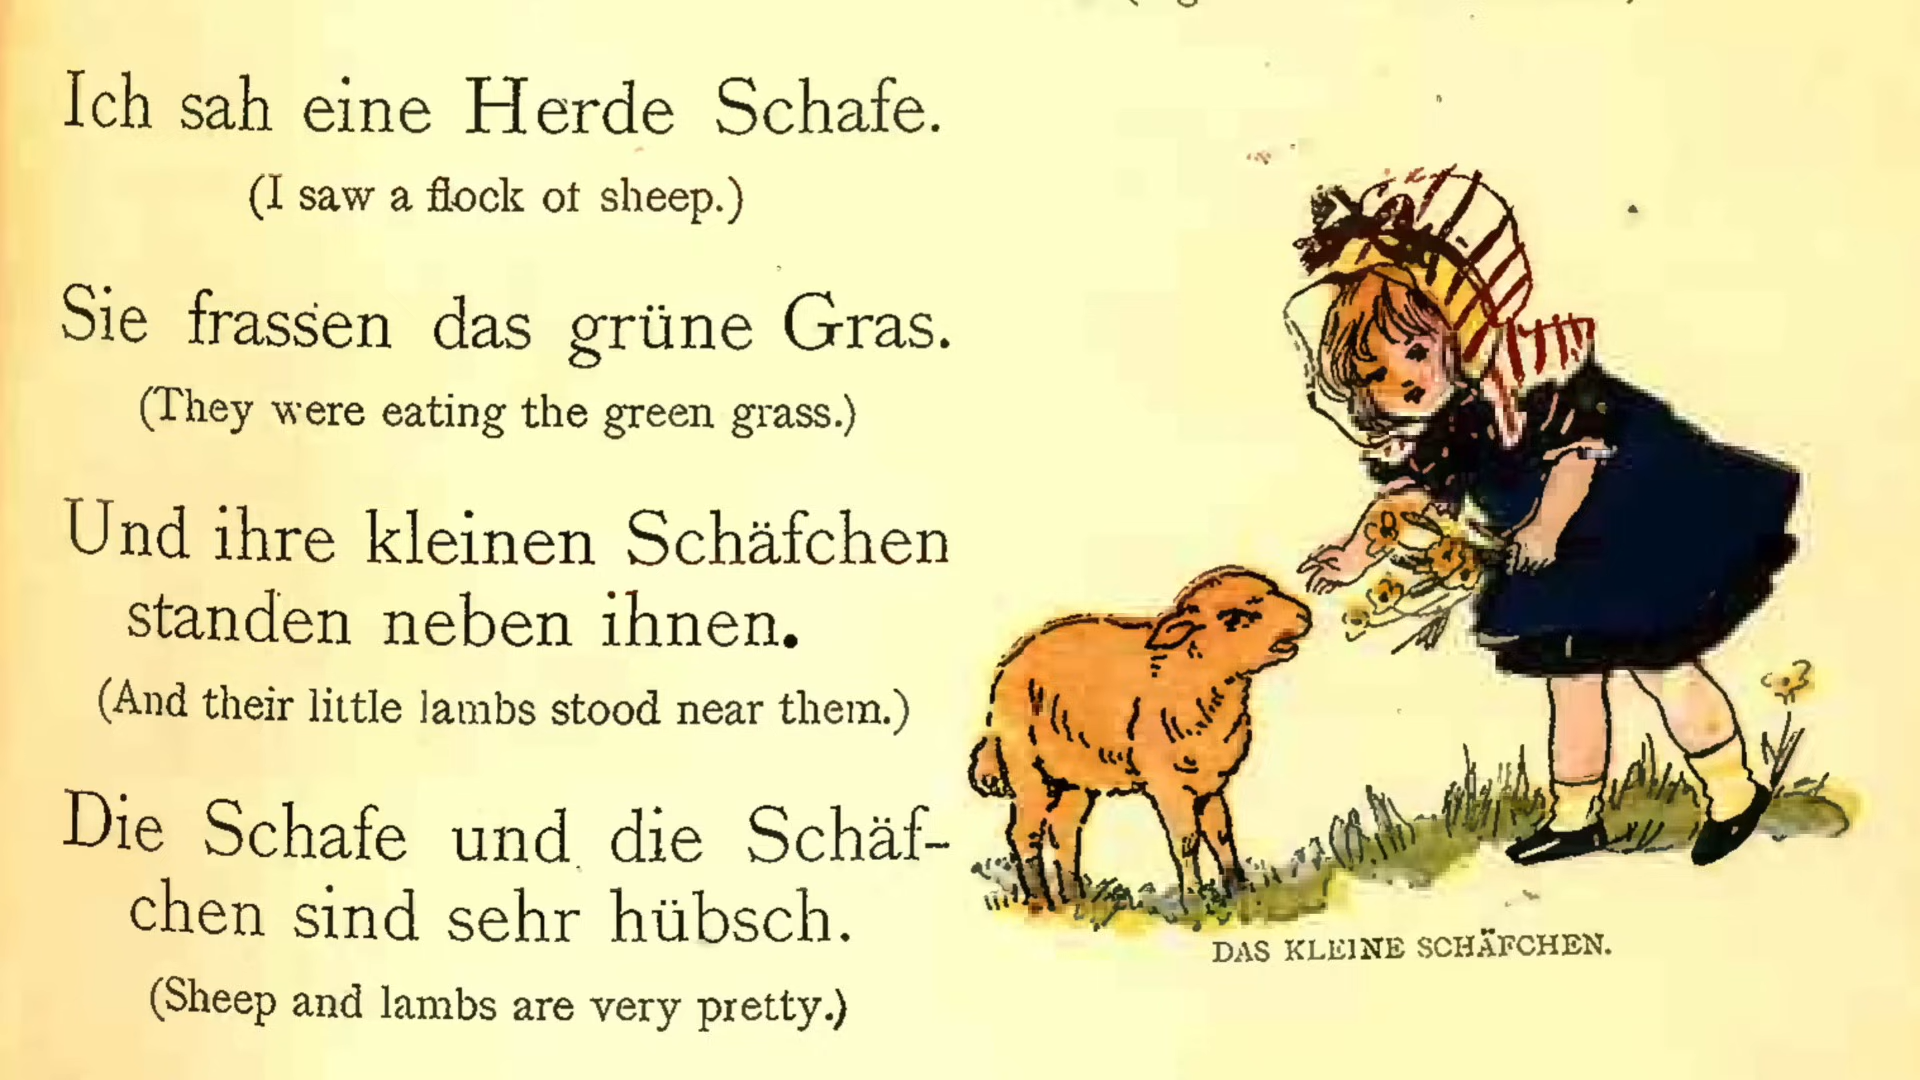 Ich sah eine Herde Schafe.
(I saw a flock of sheep.)
Sie frassen das grüne Gras.
(They were eating the green grass.)
Und ihre kleinen Schäfchen
standen neben ihnen.
(And their little lambs stood near them.)
Die Schafe und die Schäf-
chen sind sehr hübsch.
(Sheep and lambs are very pretty.)
DAS KLEINE SCHÄFCHEN.